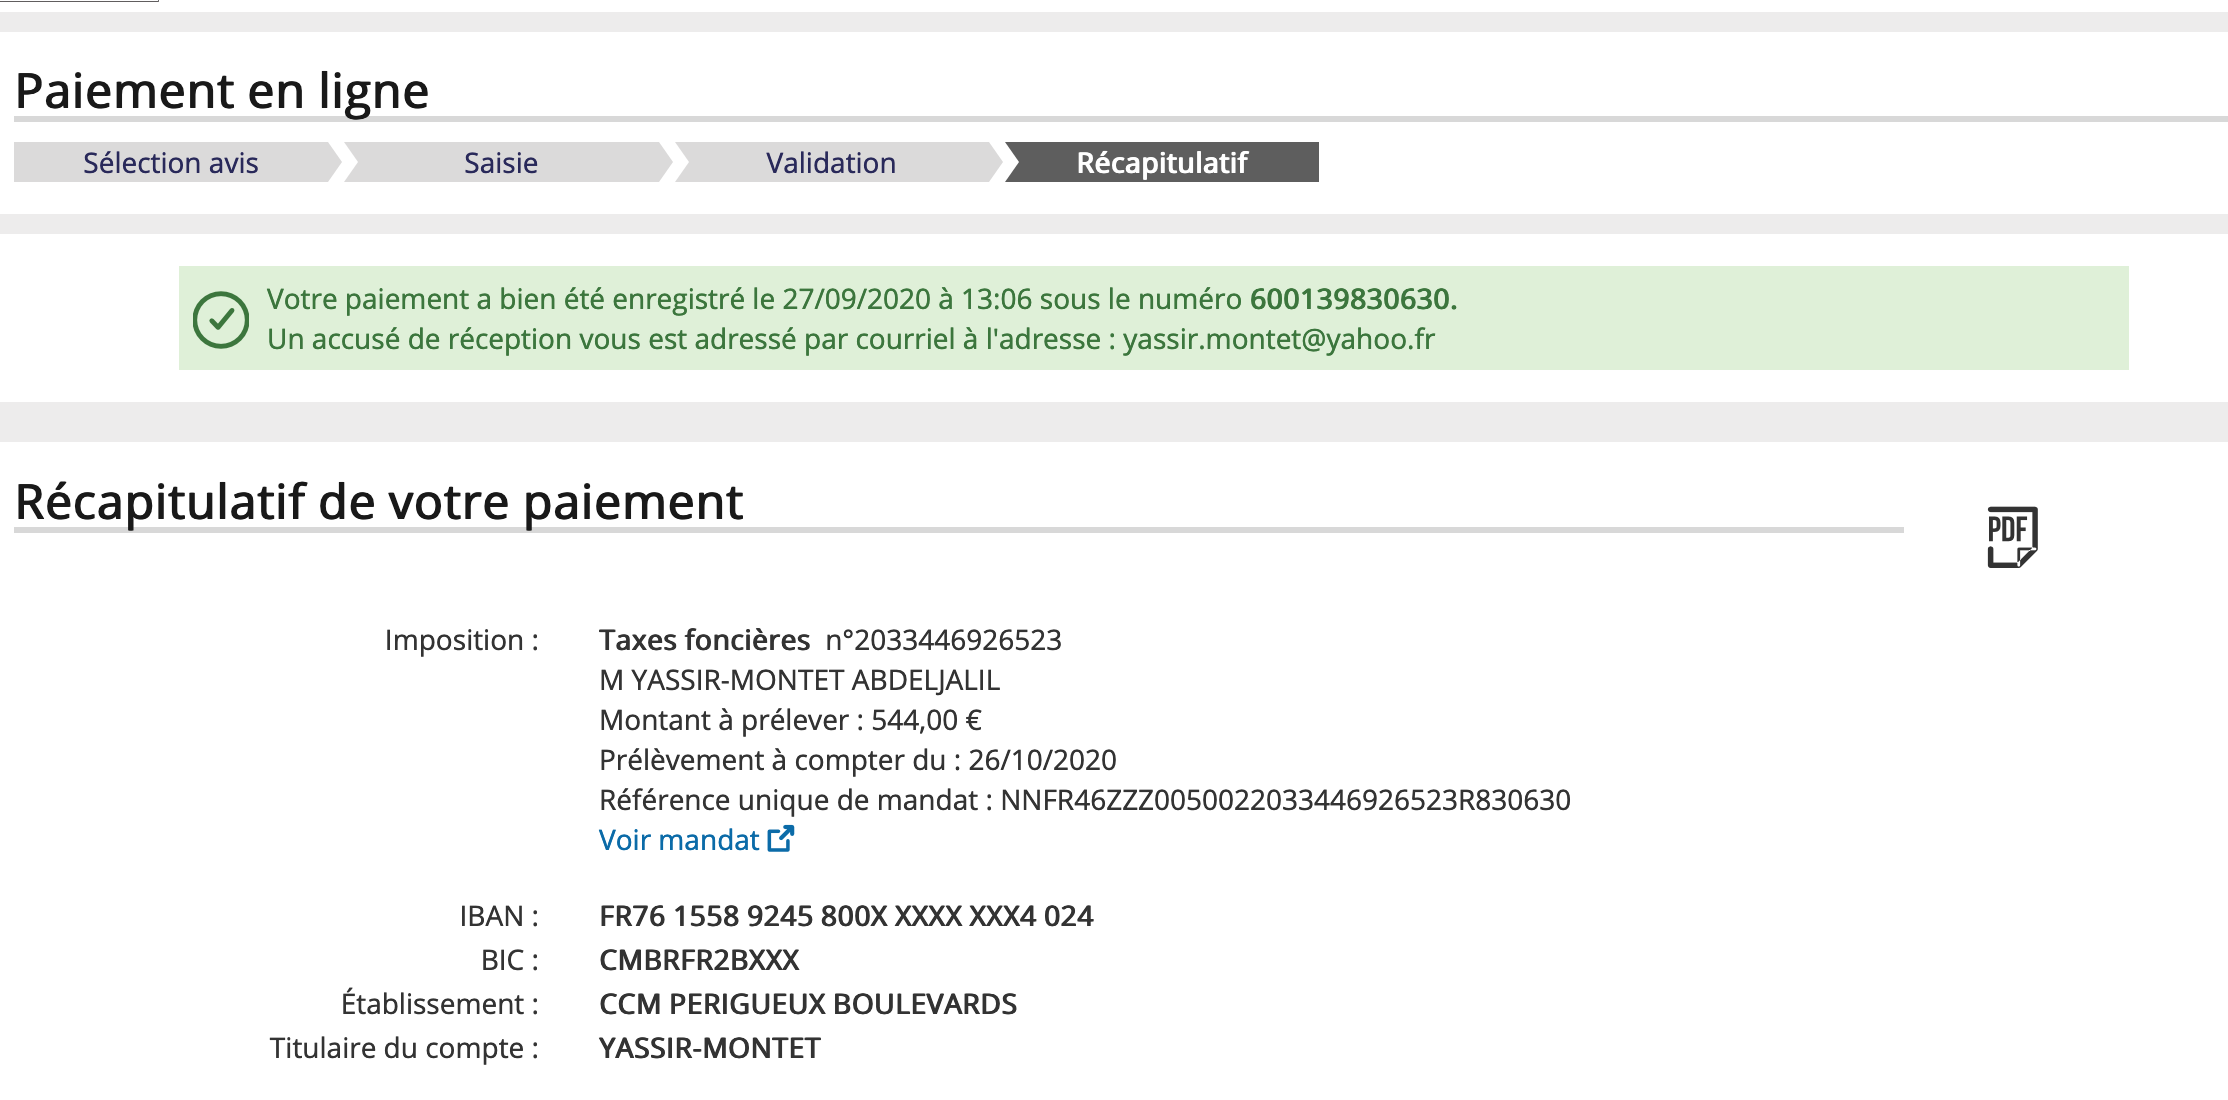 Paiement en ligne
Sélection avis
Saisie
Validation
Récapitulatif
Votre paiement a bien été enregistré le 27/09/2020 à 13:06 sous le numéro 600139830630.
Un accusé de réception vous est adressé par courriel à l'adresse : yassir.montet@yahoo.fr
Récapitulatif de votre paiement
PDF
Imposition : Taxes foncières n°2033446926523
M YASSIR-MONTET ABDELJALIL
Montant à prélever : 544,00 €
Prélèvement à compter du : 26/10/2020
Référence unique de mandat : NNFR46ZZZ0050022033446926523R830630
Voir mandat
IBAN : FR76 1558 9245 800X XXXX XXX4 024
BIC : CMBRFR2BXXX
Établissement : CCM PERIGUEUX BOULEVARDS
Titulaire du compte : YASSIR-MONTET